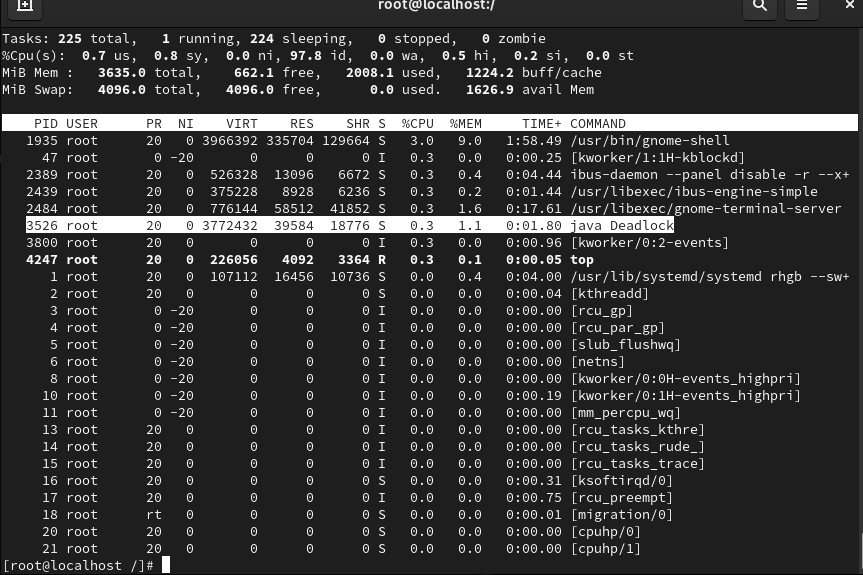 root@localhost:/
Tasks: 225 total,   1 running, 224 sleeping,   0 stopped,   0 zombie
%Cpu(s):  0.7 us,  0.8 sy,  0.0 ni, 97.8 id,  0.0 wa,  0.5 hi,  0.2 si,  0.0 st
MiB Mem :   3635.0 total,    662.1 free,   2008.1 used,   1224.2 buff/cache
MiB Swap:   4096.0 total,   4096.0 free,      0.0 used.   1626.9 avail Mem
PID USER      PR  NI    VIRT    RES    SHR S  %CPU  %MEM     TIME+ COMMAND
1935 root      20   0 3966392 335704 129664 S   3.0   9.0   1:58.49 /usr/bin/gnome-shell
47 root       0 -20       0      0      0 I   0.3   0.0   0:00.25 [kworker/1:1H-kblockd]
2389 root      20   0  526328  13096   6672 S   0.3   0.4   0:04.44 ibus-daemon --panel disable -r --x+
2439 root      20   0  375228   8928   6236 S   0.3   0.2   0:01.44 /usr/libexec/ibus-engine-simple
2484 root      20   0  776144  58512  41852 S   0.3   1.6   0:17.61 /usr/libexec/gnome-terminal-server
3526 root      20   0 3772432  39584  18776 S   0.3   1.1   0:01.80 java Deadlock
3800 root      20   0       0      0      0 I   0.3   0.0   0:00.96 [kworker/0:2-events]
4247 root      20   0  226056   4092   3364 R   0.3   0.1   0:00.05 top
1 root      20   0  107112  16456  10736 S   0.0   0.4   0:04.00 /usr/lib/systemd/systemd rhgb --sw+
2 root      20   0       0      0      0 S   0.0   0.0   0:00.04 [kthreadd]
3 root       0 -20       0      0      0 I   0.0   0.0   0:00.00 [rcu_gp]
4 root       0 -20       0      0      0 I   0.0   0.0   0:00.00 [rcu_par_gp]
5 root       0 -20       0      0      0 I   0.0   0.0   0:00.00 [slub_flushwq]
6 root       0 -20       0      0      0 I   0.0   0.0   0:00.00 [netns]
8 root       0 -20       0      0      0 I   0.0   0.0   0:00.00 [kworker/0:0H-events_highpri]
10 root       0 -20       0      0      0 I   0.0   0.0   0:00.19 [kworker/0:1H-events_highpri]
11 root       0 -20       0      0      0 I   0.0   0.0   0:00.00 [mm_percpu_wq]
13 root      20   0       0      0      0 I   0.0   0.0   0:00.00 [rcu_tasks_kthre]
14 root      20   0       0      0      0 I   0.0   0.0   0:00.00 [rcu_tasks_rude_]
15 root      20   0       0      0      0 I   0.0   0.0   0:00.00 [rcu_tasks_trace]
16 root      20   0       0      0      0 S   0.0   0.0   0:00.31 [ksoftirqd/0]
17 root      20   0       0      0      0 I   0.0   0.0   0:00.75 [rcu_preempt]
18 root      rt   0       0      0      0 S   0.0   0.0   0:00.01 [migration/0]
20 root      20   0       0      0      0 S   0.0   0.0   0:00.00 [cpuhp/0]
21 root      20   0       0      0      0 S   0.0   0.0   0:00.00 [cpuhp/1]
[root@localhost /]#